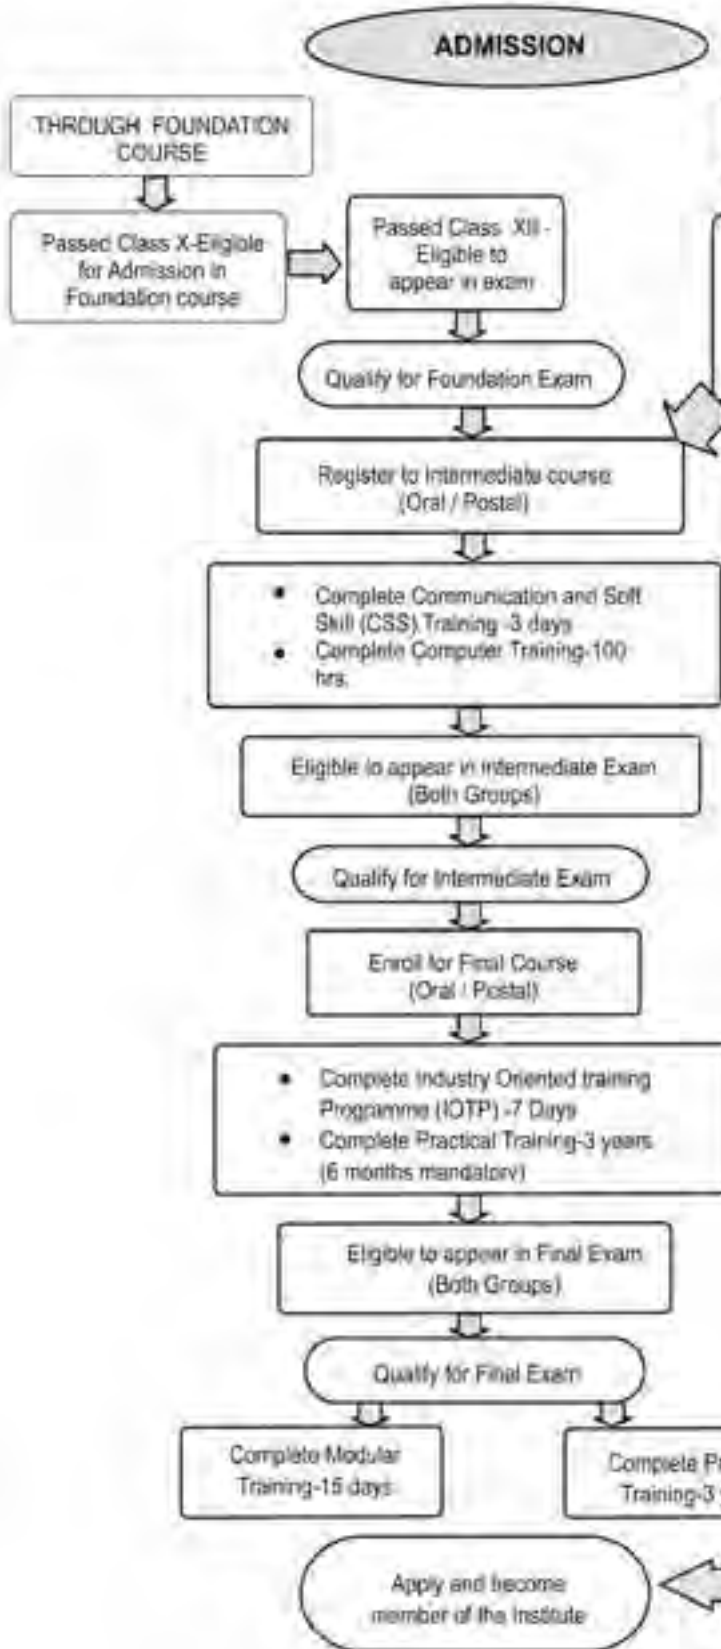 ADMISSION
THROUGH FOUNDATION
COURSE
Passed Class X-Eligible
for Admission in
Foundation course
Passed Class XII -
Eligible to
appear in exam
Qualify for Foundation Exam
Register to Intermediate course
(Oral / Postal)
• Complete Communication and Soft
Skill (CSS) Training -3 days
• Complete Computer Training-100
hrs.
Eligible to appear in Intermediate Exam
(Both Groups)
Qualify for Intermediate Exam
Enroll for Final Course
(Oral / Postal)
• Complete Industry Oriented training
Programme (IOTP) -7 Days
• Complete Practical Training-3 years
(6 months mandatory)
Eligible to appear in Final Exam
(Both Groups)
Qualify for Final Exam
Complete Modular
Training-15 days
Complete
Training-3
Apply and become
member of the Institute